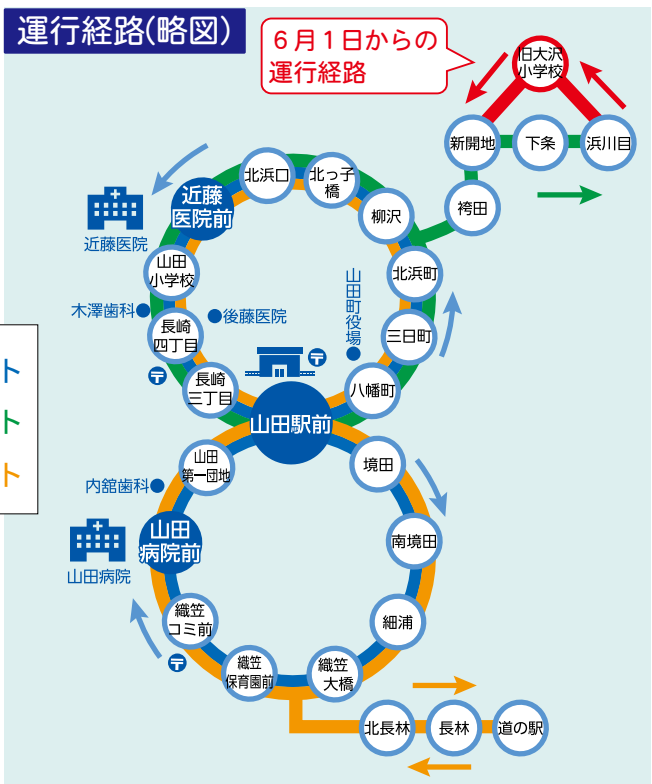 運行経路(略図)
6月1日からの
運行経路
旧大沢
小学校
新開地
下条
浜川目
袴田
北浜口
北っ子
橋
柳沢
近藤
医院前
近藤医院
山田
小学校
北浜町
木澤歯科
後藤医院
山田町役場
長崎
四丁目
三日町
長崎
三丁目
八幡町
ト
ト
ト
山田駅前
山田
第一団地
境田
内舘歯科
山田
病院前
山田病院
南境田
織笠
コミ前
細浦
織笠
保育園前
織笠
大橋
北長林
長林
道の駅